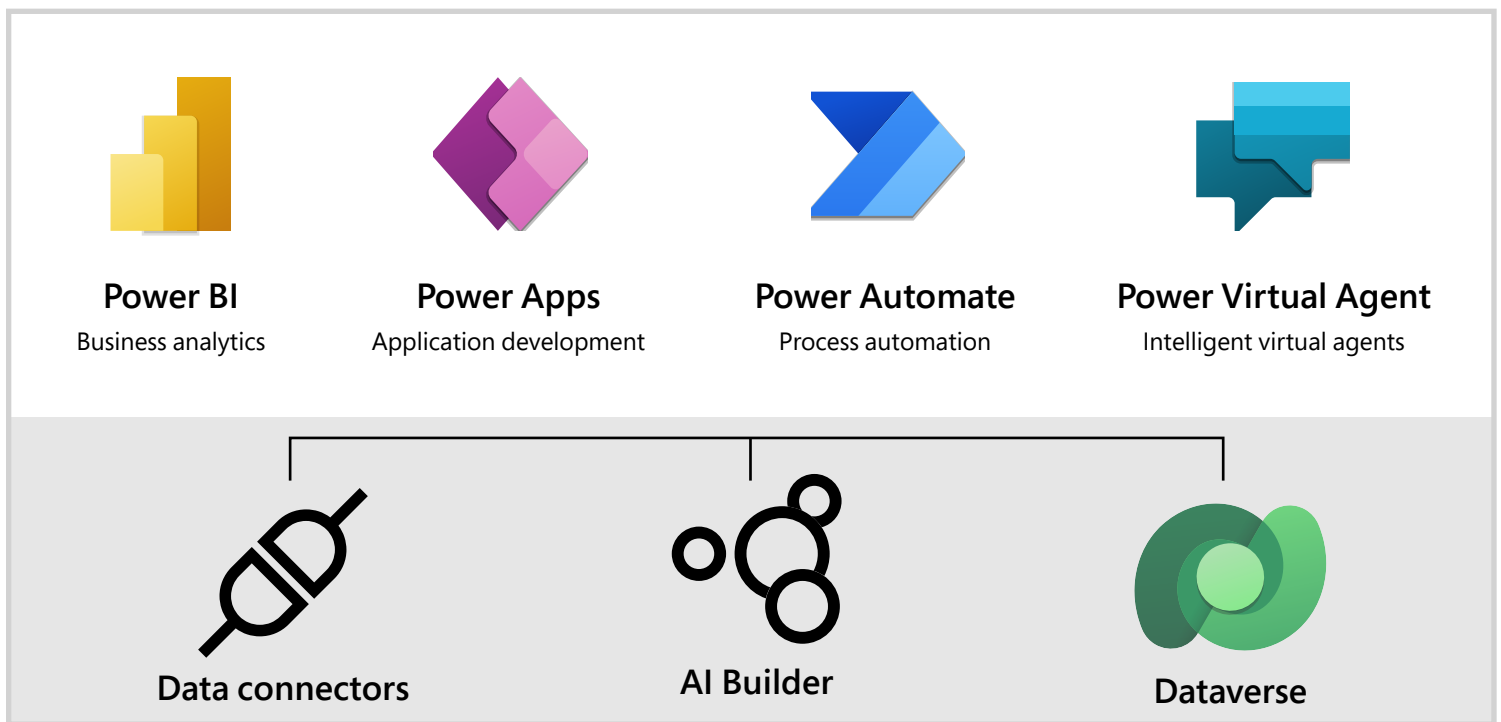 Power BI
Business analytics
Power Apps
Application development
Power Automate
Process automation
Power Virtual Agent
Intelligent virtual agents
Data connectors
AI Builder
Dataverse